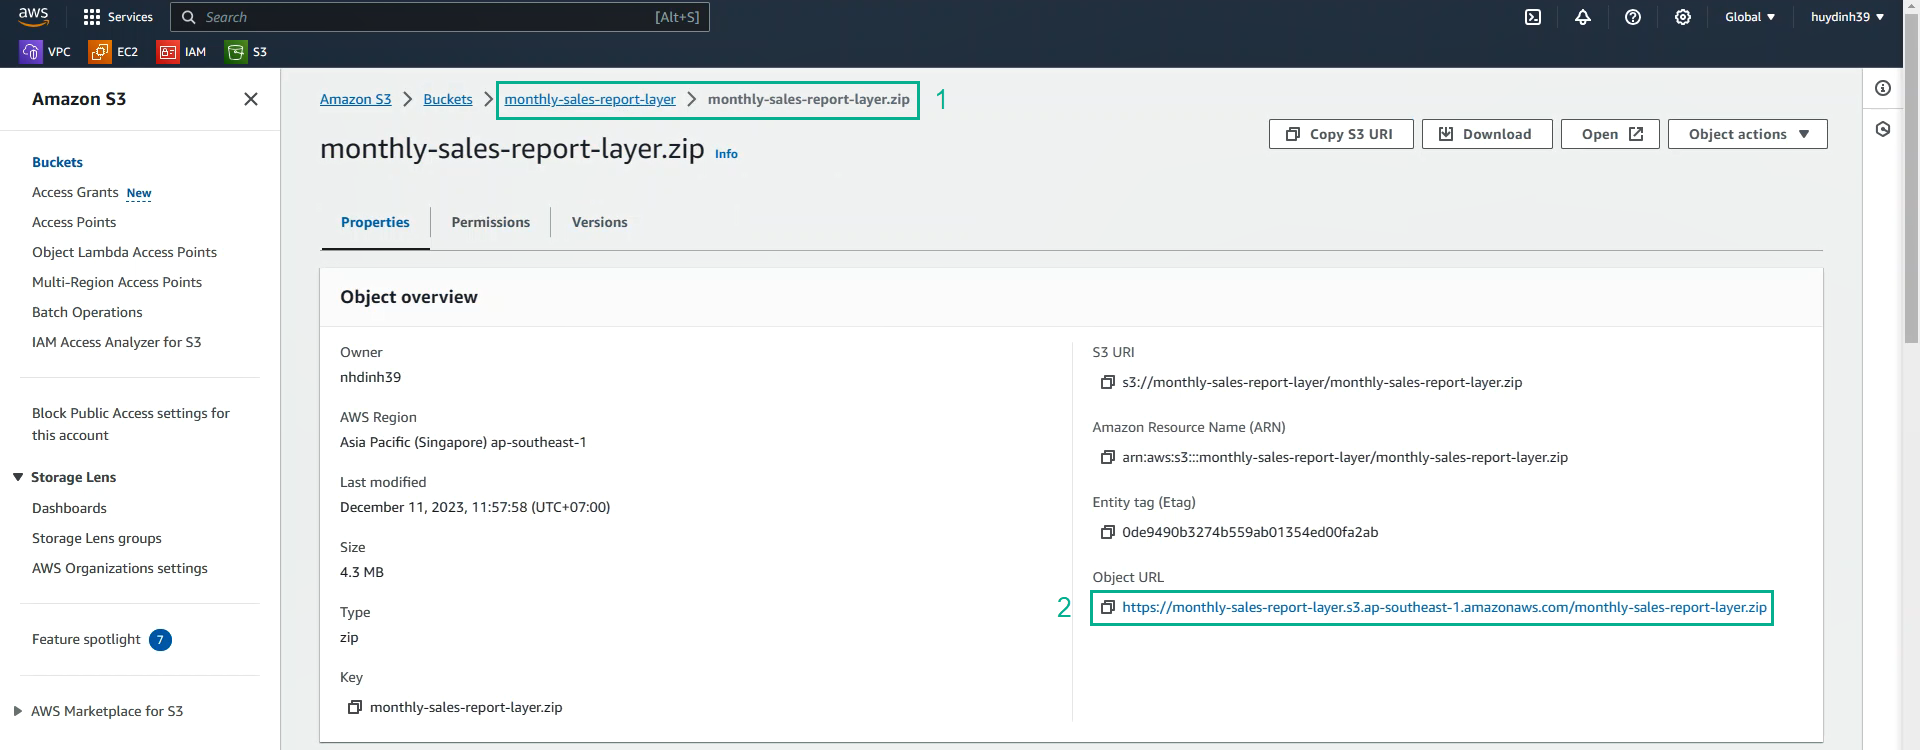 aws
Services
Search
[Alt+S]
Global
huydinh39
VPC
EC2
IAM
S3
Amazon S3
Buckets
Access Grants New
Access Points
Object Lambda Access Points
Multi-Region Access Points
Batch Operations
IAM Access Analyzer for S3
Block Public Access settings for
this account
Storage Lens
Dashboards
Storage Lens groups
AWS Organizations settings
Feature spotlight 7
AWS Marketplace for S3
Amazon S3 > Buckets > monthly-sales-report-layer > monthly-sales-report-layer.zip 1
monthly-sales-report-layer.zip Info
Copy S3 URI
Download
Open
Object actions
Properties
Permissions
Versions
Object overview
Owner
nhdinh39
AWS Region
Asia Pacific (Singapore) ap-southeast-1
Last modified
December 11, 2023, 11:57:58 (UTC+07:00)
Size
4.3 MB
Type
zip
Key
monthly-sales-report-layer.zip
S3 URI
s3://monthly-sales-report-layer/monthly-sales-report-layer.zip
Amazon Resource Name (ARN)
arn:aws:s3:::monthly-sales-report-layer/monthly-sales-report-layer.zip
Entity tag (Etag)
0de9490b3274b559ab01354ed00fa2ab
Object URL
2 https://monthly-sales-report-layer.s3.ap-southeast-1.amazonaws.com/monthly-sales-report-layer.zip